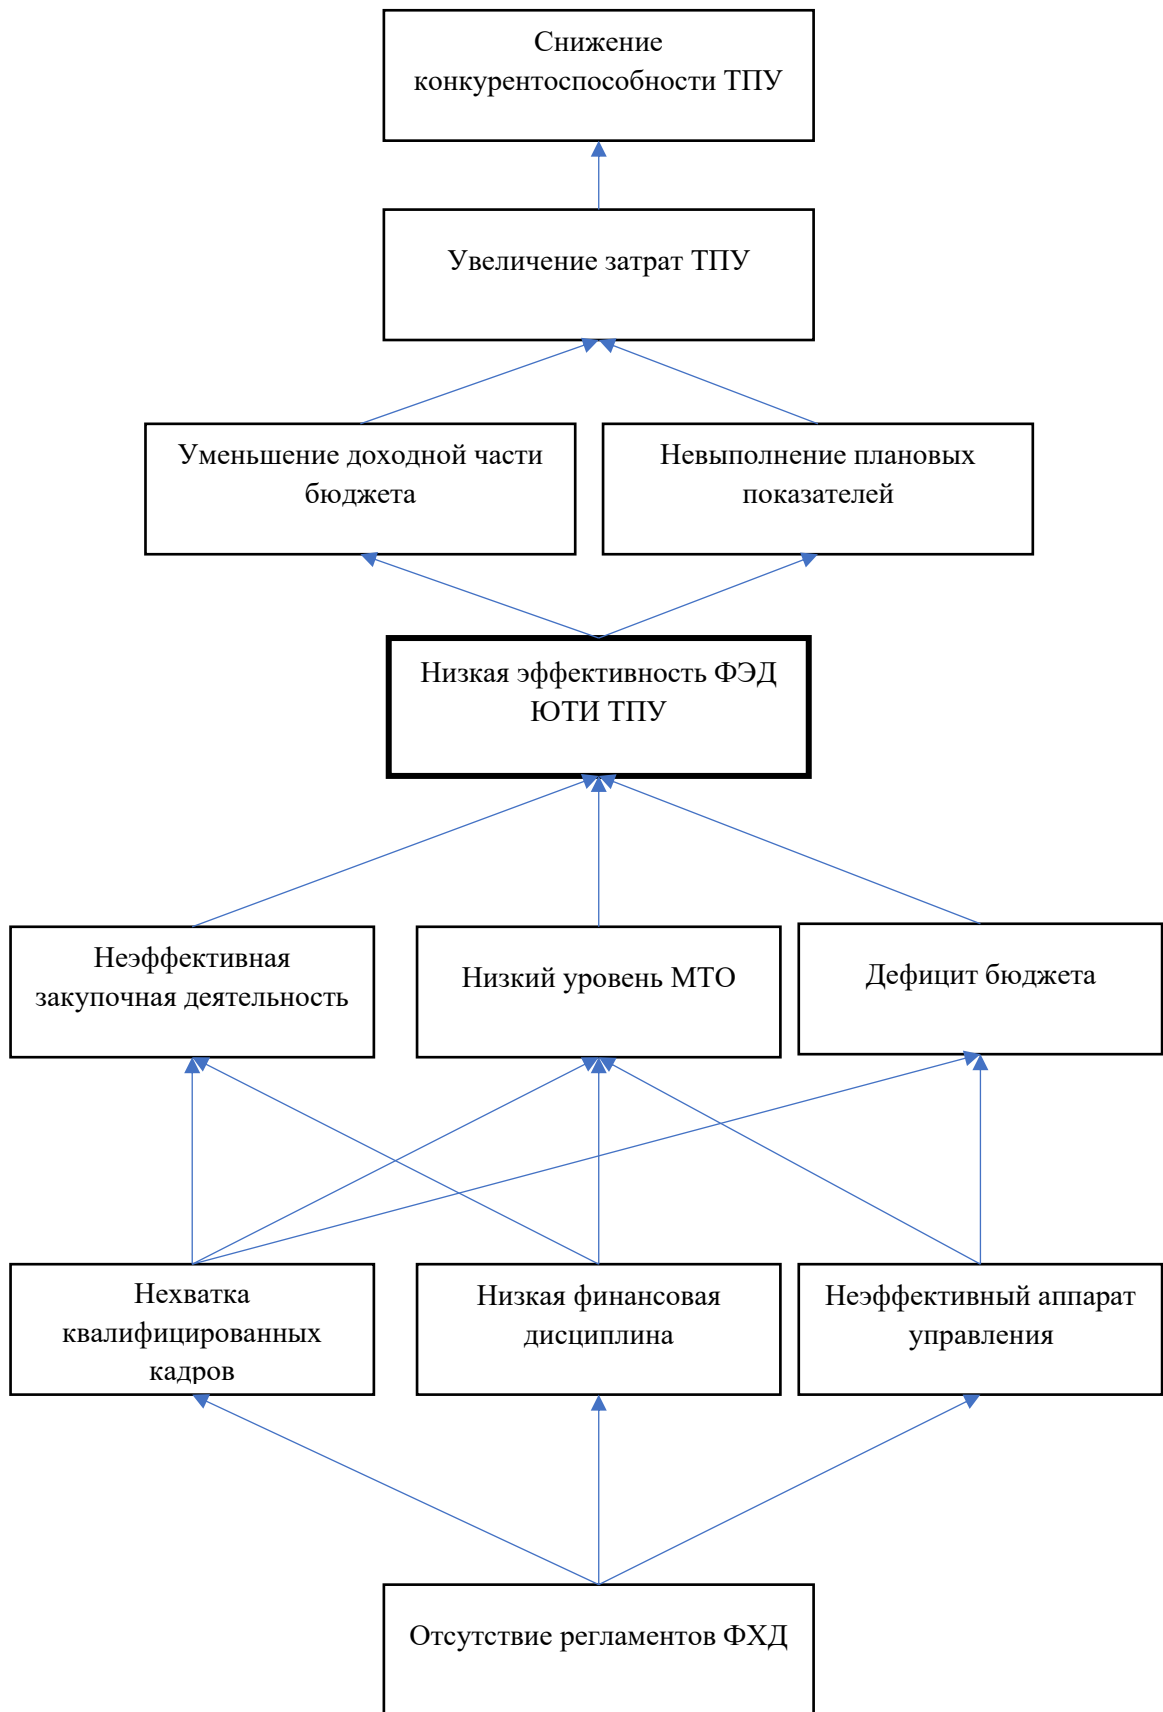 Снижение
конкурентоспособности ТПУ
Увеличение затрат ТПУ
Уменьшение доходной части
бюджета
Невыполнение плановых
показателей
Низкая эффективность ФЭД
ЮТИ ТПУ
Неэффективная
закупочная деятельность
Низкий уровень МТО
Дефицит бюджета
Нехватка
квалифицированных
кадров
Низкая финансовая
дисциплина
Неэффективный аппарат
управления
Отсутствие регламентов ФХД